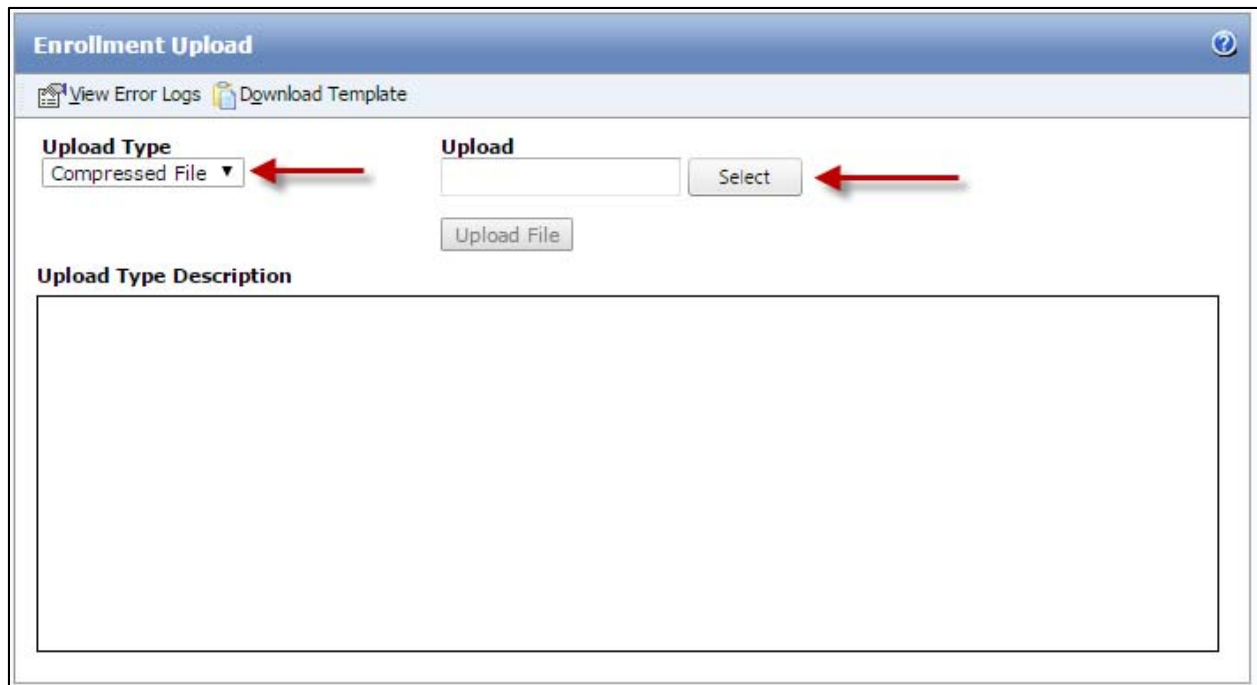 Enrollment Upload
View Error Logs Download Template
Upload Type Upload
Compressed File Select
Upload File
Upload Type Description